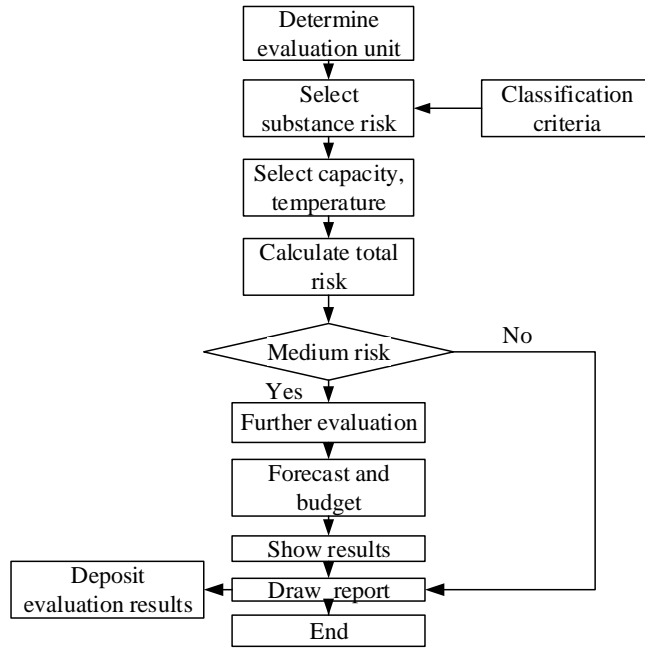 Determine
evaluation unit
Select
substance risk
Classification
criteria
Select capacity,
temperature
Calculate total
risk
Medium risk
No
Yes
Further evaluation
Forecast and
budget
Show results
Deposit
evaluation results
Draw report
End